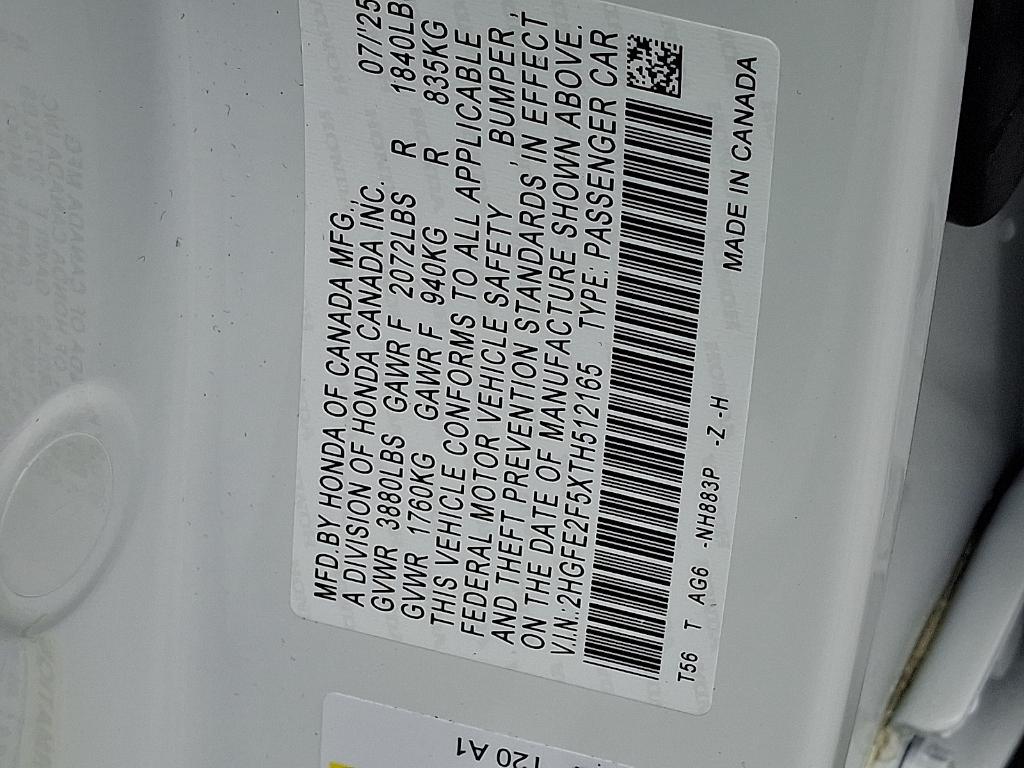 MFD.BY HONDA OF CANADA MFG., 07/'25
A DIVISION OF HONDA CANADA INC.
GVWR 3880LBS GAWR F 2072LBS R 1840LB
GVWR 1760KG GAWR F 940KG R 835KG
THIS VEHICLE CONFORMS TO ALL APPLICABLE
FEDERAL MOTOR VEHICLE SAFETY , BUMPER,
AND THEFT PREVENTION STANDARDS IN EFFECT
ON THE DATE OF MANUFACTURE SHOWN ABOVE.
V.I.N:2HGFE2F5XTH512165 TYPE: PASSENGER CAR
T56 T AG6 -NH883P -Z -H
MADE IN CANADA
120 A1